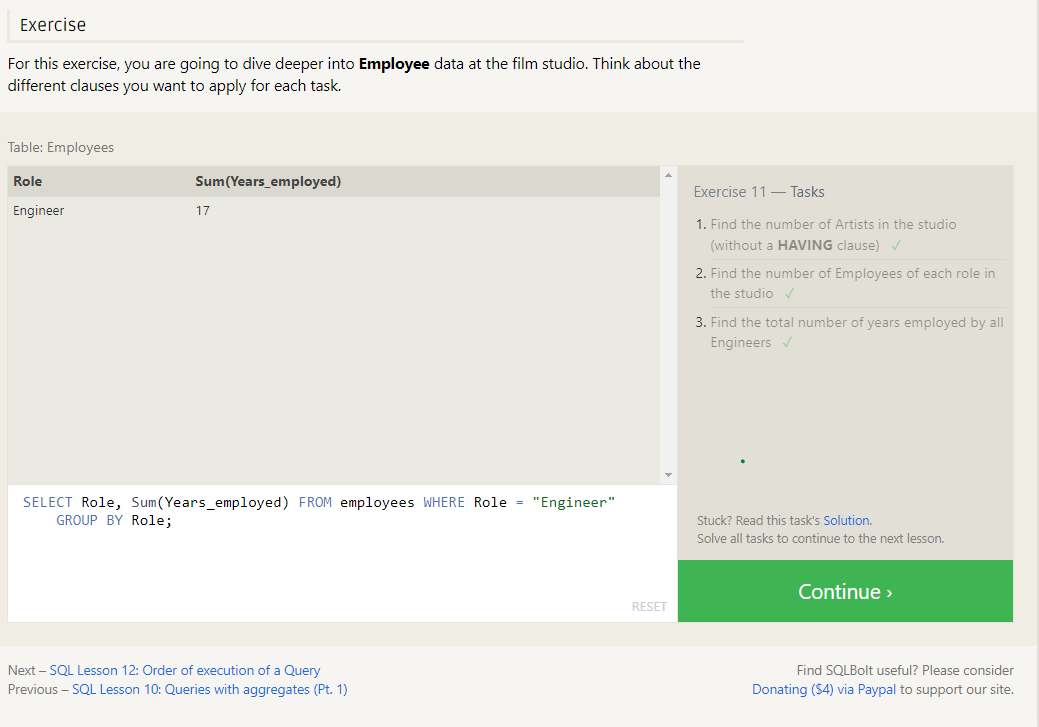 Exercise
For this exercise, you are going to dive deeper into Employee data at the film studio. Think about the
different clauses you want to apply for each task.
Table: Employees
Role Sum(Years_employed)
Engineer 17
SELECT Role, Sum(Years_employed) FROM employees WHERE Role = "Engineer"
GROUP BY Role;
RESET
Exercise 11 — Tasks
1. Find the number of Artists in the studio
(without a HAVING clause) ✓
2. Find the number of Employees of each role in
the studio ✓
3. Find the total number of years employed by all
Engineers ✓
Stuck? Read this task's Solution.
Solve all tasks to continue to the next lesson.
Continue ›
Next – SQL Lesson 12: Order of execution of a Query
Previous – SQL Lesson 10: Queries with aggregates (Pt. 1)
Find SQLBolt useful? Please consider
Donating ($4) via Paypal to support our site.